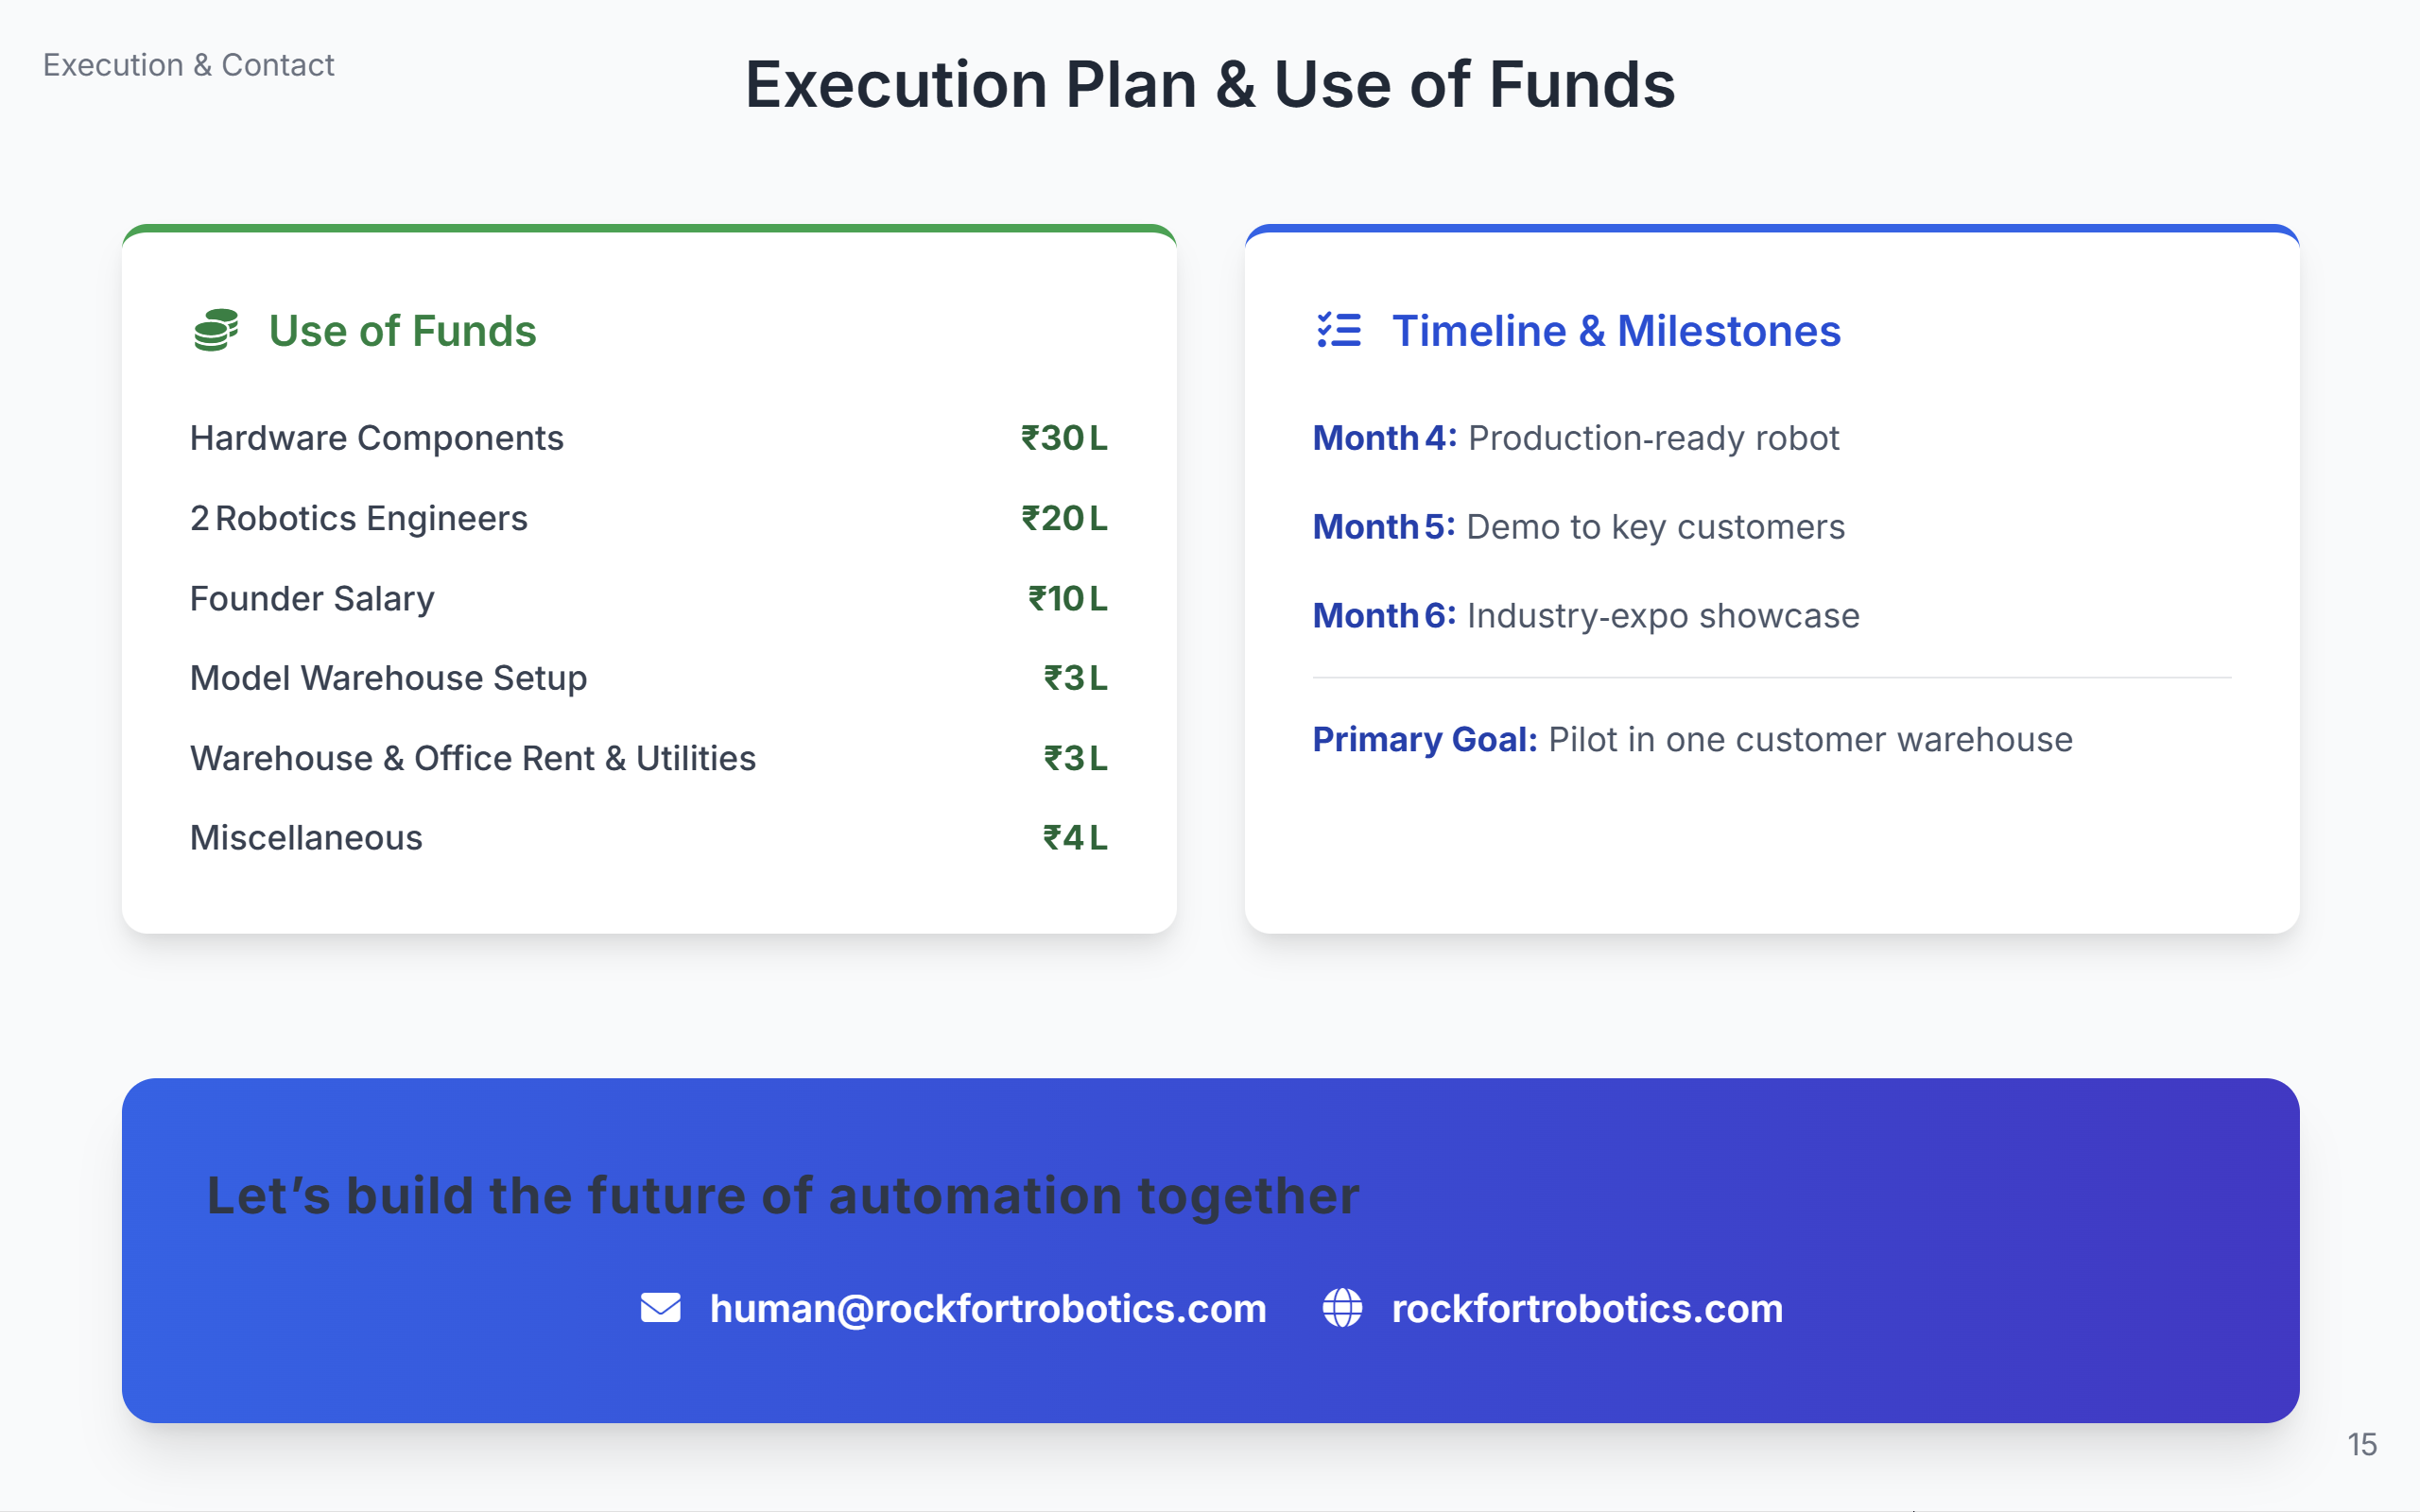 Execution & Contact
Execution Plan & Use of Funds
Use of Funds
Hardware Components ₹30 L
2 Robotics Engineers ₹20 L
Founder Salary ₹10 L
Model Warehouse Setup ₹3 L
Warehouse & Office Rent & Utilities ₹3 L
Miscellaneous ₹4 L
Timeline & Milestones
Month 4: Production-ready robot
Month 5: Demo to key customers
Month 6: Industry-expo showcase
Primary Goal: Pilot in one customer warehouse
Let’s build the future of automation together
human@rockfortrobotics.com rockfortrobotics.com
15